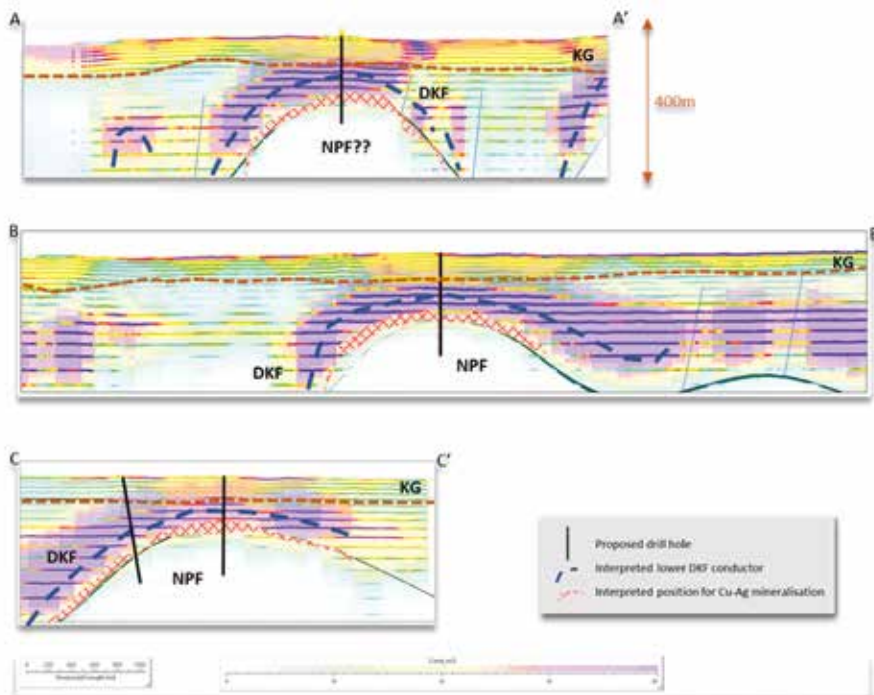 A
A'
KG
DKF
NPF??
400m
B
KG
DKF
NPF
C
C'
KG
DKF
NPF
Proposed drill hole
Interpreted lower DKF conductor
Interpreted position for Cu-Ag mineralisation